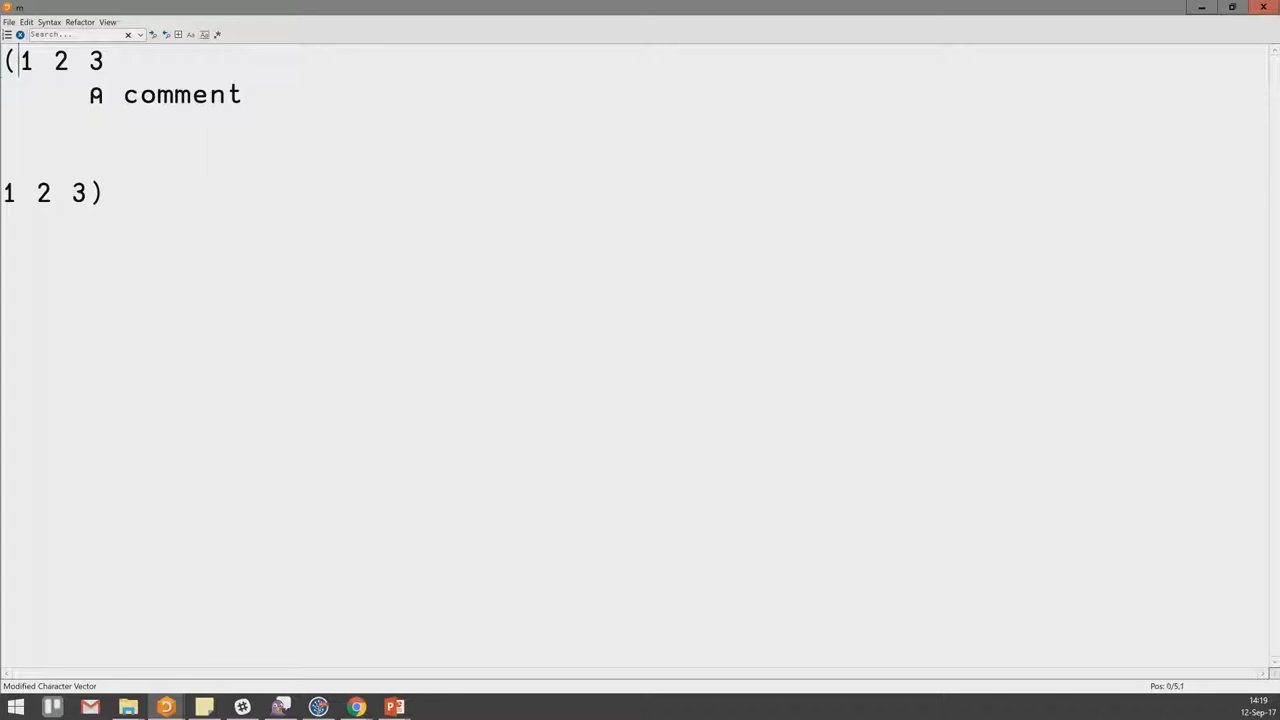 m
File Edit Syntax Refactor View
Search... Aa
(1 2 3
⍝ comment
1 2 3)
Modified Character Vector
Pos: 0/5,1
14:19
12-Sep-17